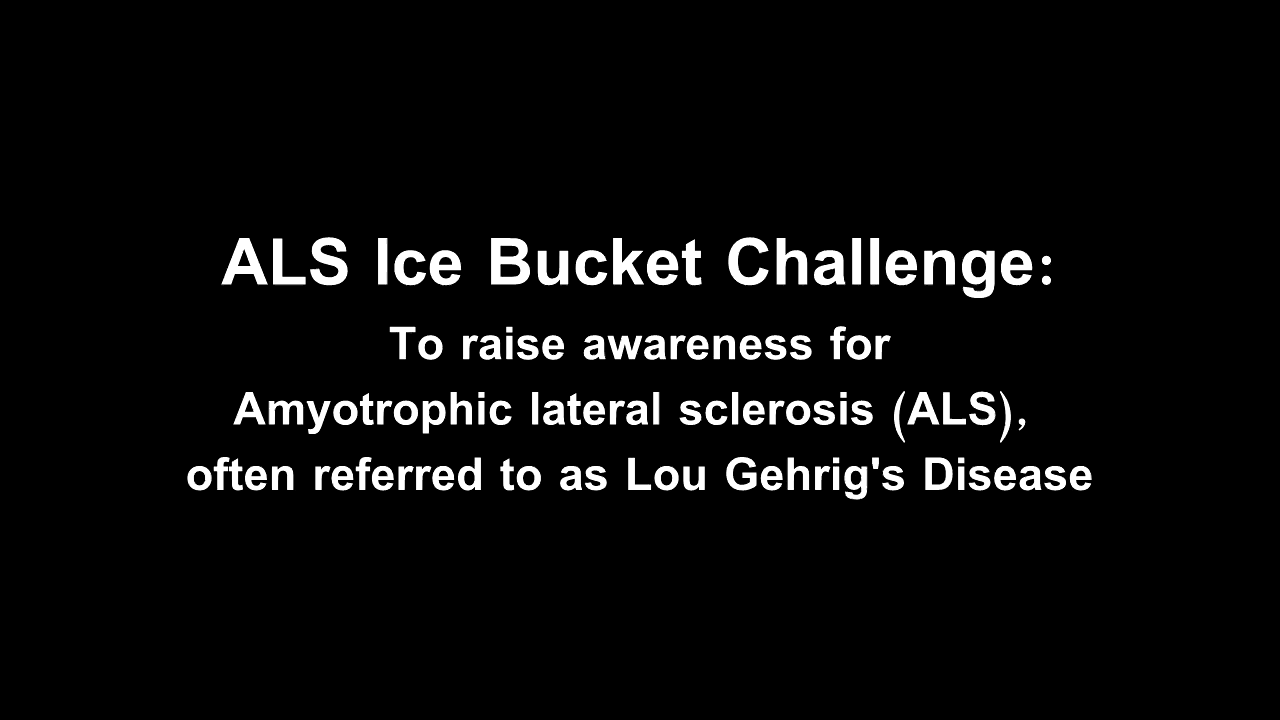 ALS Ice Bucket Challenge:
To raise awareness for
Amyotrophic lateral sclerosis (ALS),
often referred to as Lou Gehrig's Disease